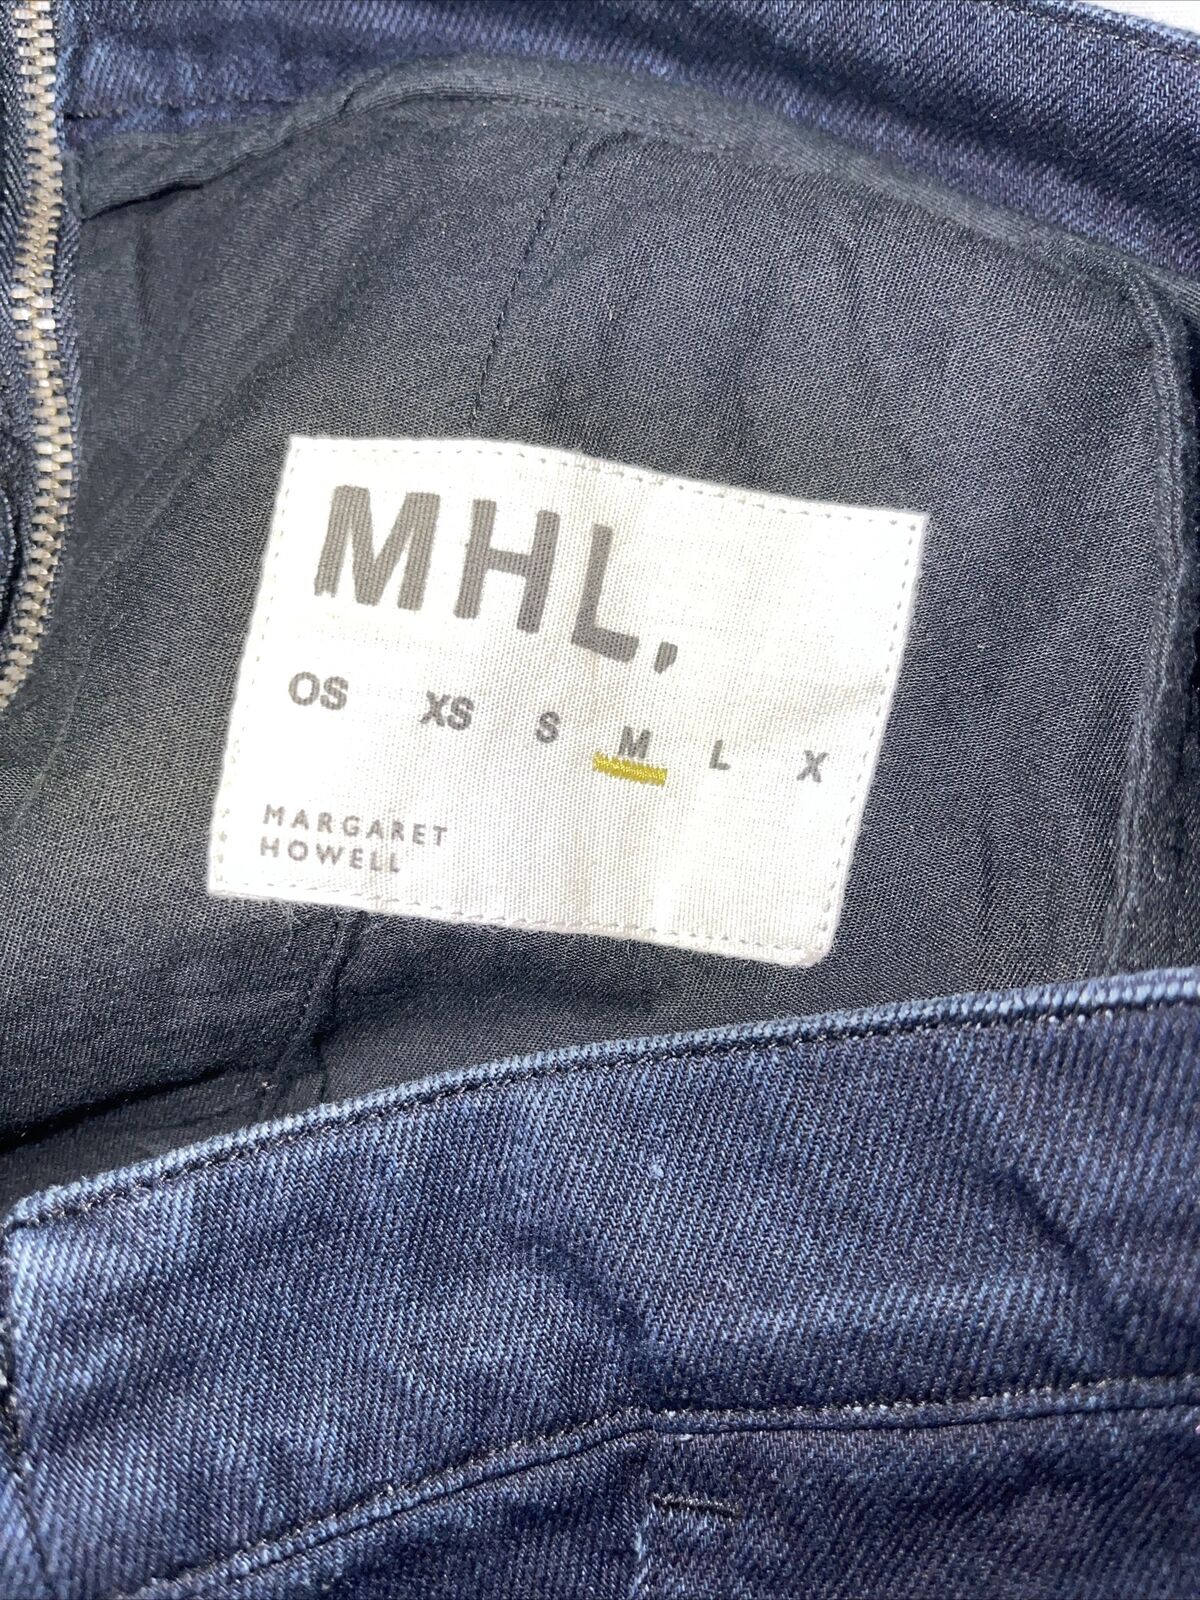 MHL.
OS XS S M L X
MARGARET
HOWELL